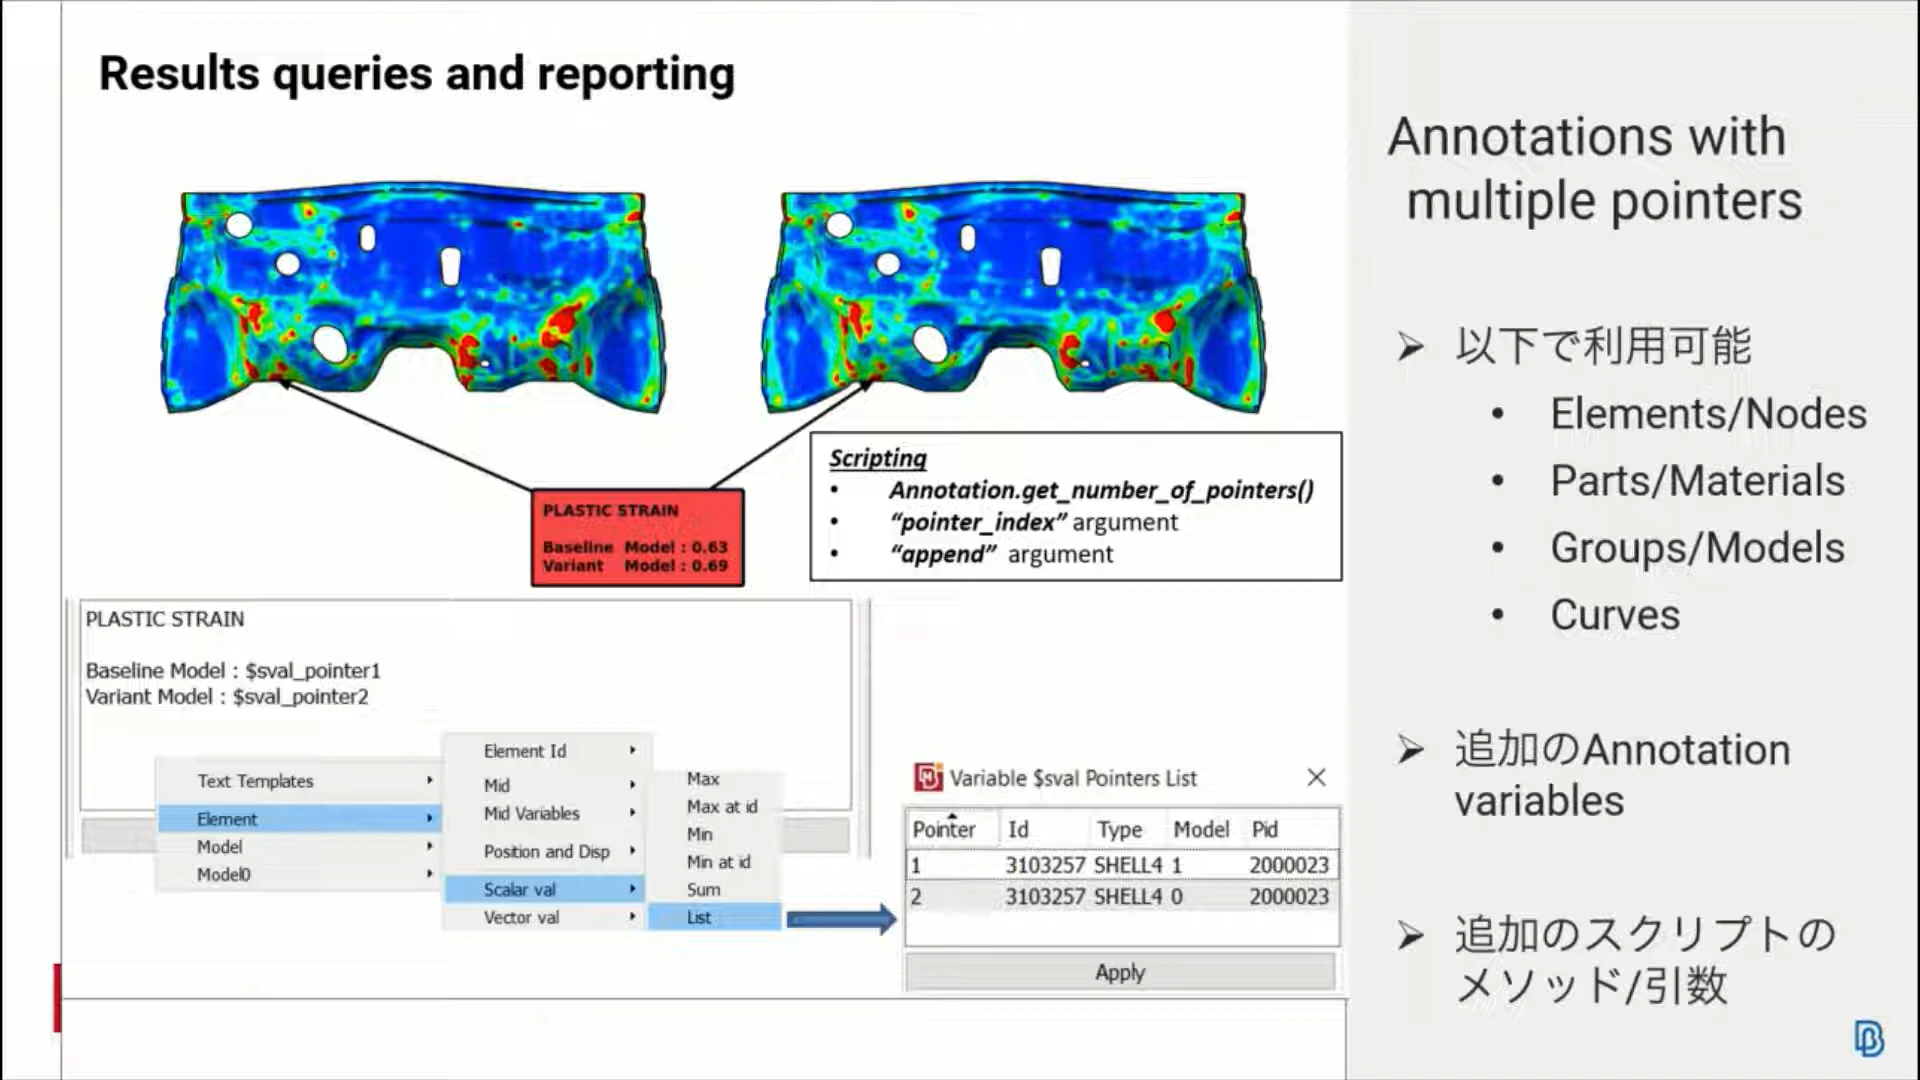 Results queries and reporting
PLASTIC STRAIN
Baseline Model : 0.63
Variant Model : 0.69
Scripting
• Annotation.get_number_of_pointers()
• “pointer_index” argument
• “append” argument
PLASTIC STRAIN
Baseline Model : $sval_pointer1
Variant Model : $sval_pointer2
Text Templates
Element
Model
Model0
Element Id
Mid
Mid Variables
Position and Disp
Scalar val
Vector val
Max
Max at id
Min
Min at id
Sum
List
Variable $sval Pointers List
Pointer Id Type Model Pid
1 3103257 SHELL4 1 2000023
2 3103257 SHELL4 0 2000023
Apply
Annotations with
multiple pointers
➢ 以下で利用可能
• Elements/Nodes
• Parts/Materials
• Groups/Models
• Curves
➢ 追加のAnnotation
variables
➢ 追加のスクリプトの
メソッド/引数